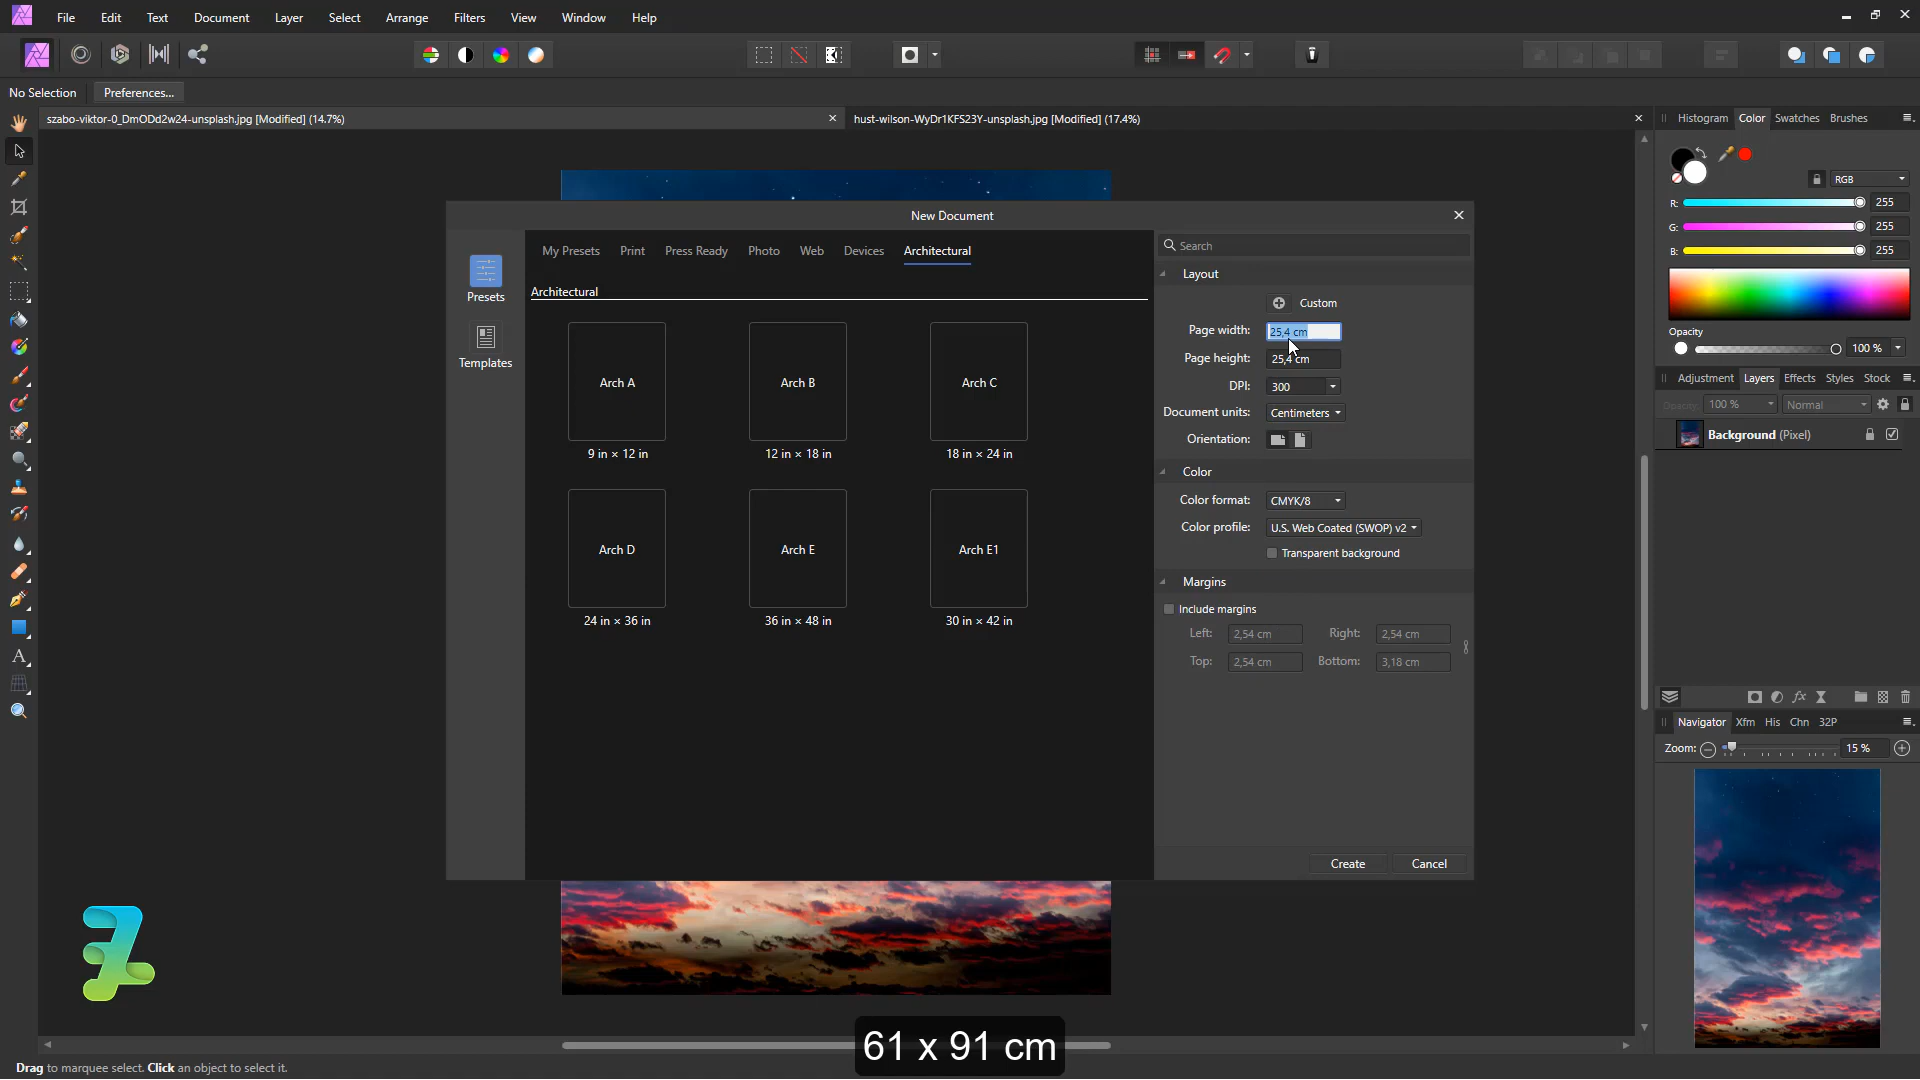 File Edit Text Document Layer Select Arrange Filters View Window Help
No Selection Preferences...
szabo-viktor-0_DmODd2w24-unsplash.jpg [Modified] (14.7%)
hust-wilson-WyDr1KFS23Y-unsplash.jpg [Modified] (17.4%)
Histogram Color Swatches Brushes
RGB
R: 255
G: 255
B: 255
Opacity
100 %
Adjustment Layers Effects Styles Stock
Opacity: 100 % Normal
Background (Pixel)
New Document
Presets
Templates
My Presets Print Press Ready Photo Web Devices Architectural
Architectural
Arch A
9 in × 12 in
Arch B
12 in × 18 in
Arch C
18 in × 24 in
Arch D
24 in × 36 in
Arch E
36 in × 48 in
Arch E1
30 in × 42 in
Search
Layout
Custom
Page width: 25,4 cm
Page height: 25,4 cm
DPI: 300
Document units: Centimeters
Orientation:
Color
Color format: CMYK/8
Color profile: U.S. Web Coated (SWOP) v2
Transparent background
Margins
Include margins
Left: 2,54 cm Right: 2,54 cm
Top: 2,54 cm Bottom: 3,18 cm
Create Cancel
Navigator Xfm His Chn 32P
Zoom: 15 %
61 x 91 cm
Drag to marquee select. Click an object to select it.